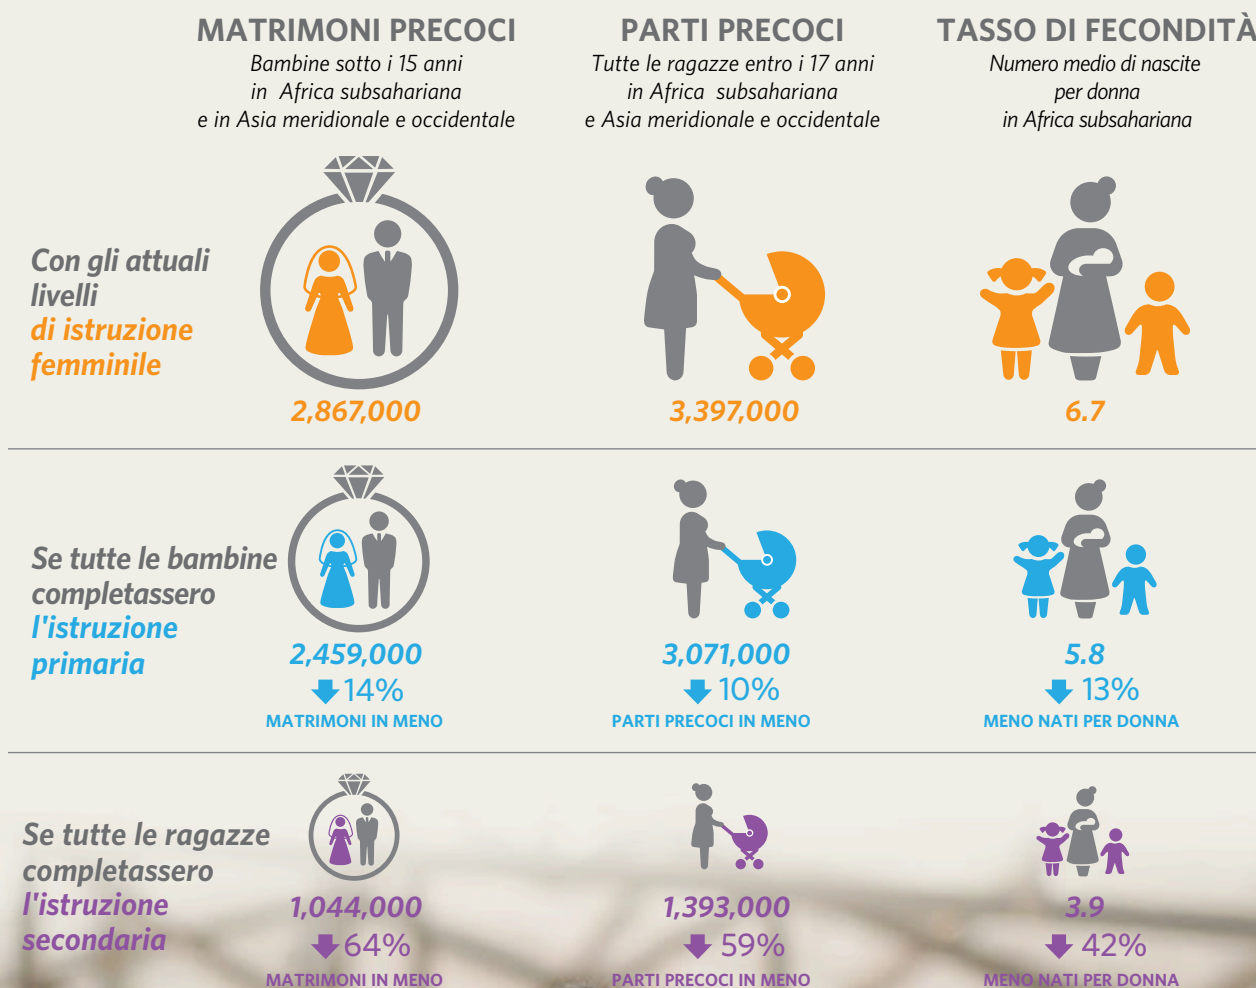 MATRIMONI PRECOCI
Bambine sotto i 15 anni
in Africa subsahariana
e in Asia meridionale e occidentale
PARTI PRECOCI
Tutte le ragazze entro i 17 anni
in Africa subsahariana
e Asia meridionale e occidentale
TASSO DI FECONDITÀ
Numero medio di nascite
per donna
in Africa subsahariana
Con gli attuali
livelli
di istruzione
femminile
2,867,000
3,397,000
6.7
Se tutte le bambine
completassero
l'istruzione
primaria
2,459,000
14%
MATRIMONI IN MENO
3,071,000
10%
PARTI PRECOCI IN MENO
5.8
13%
MENO NATI PER DONNA
Se tutte le ragazze
completassero
l'istruzione
secondaria
1,044,000
64%
MATRIMONI IN MENO
1,393,000
59%
PARTI PRECOCI IN MENO
3.9
42%
MENO NATI PER DONNA